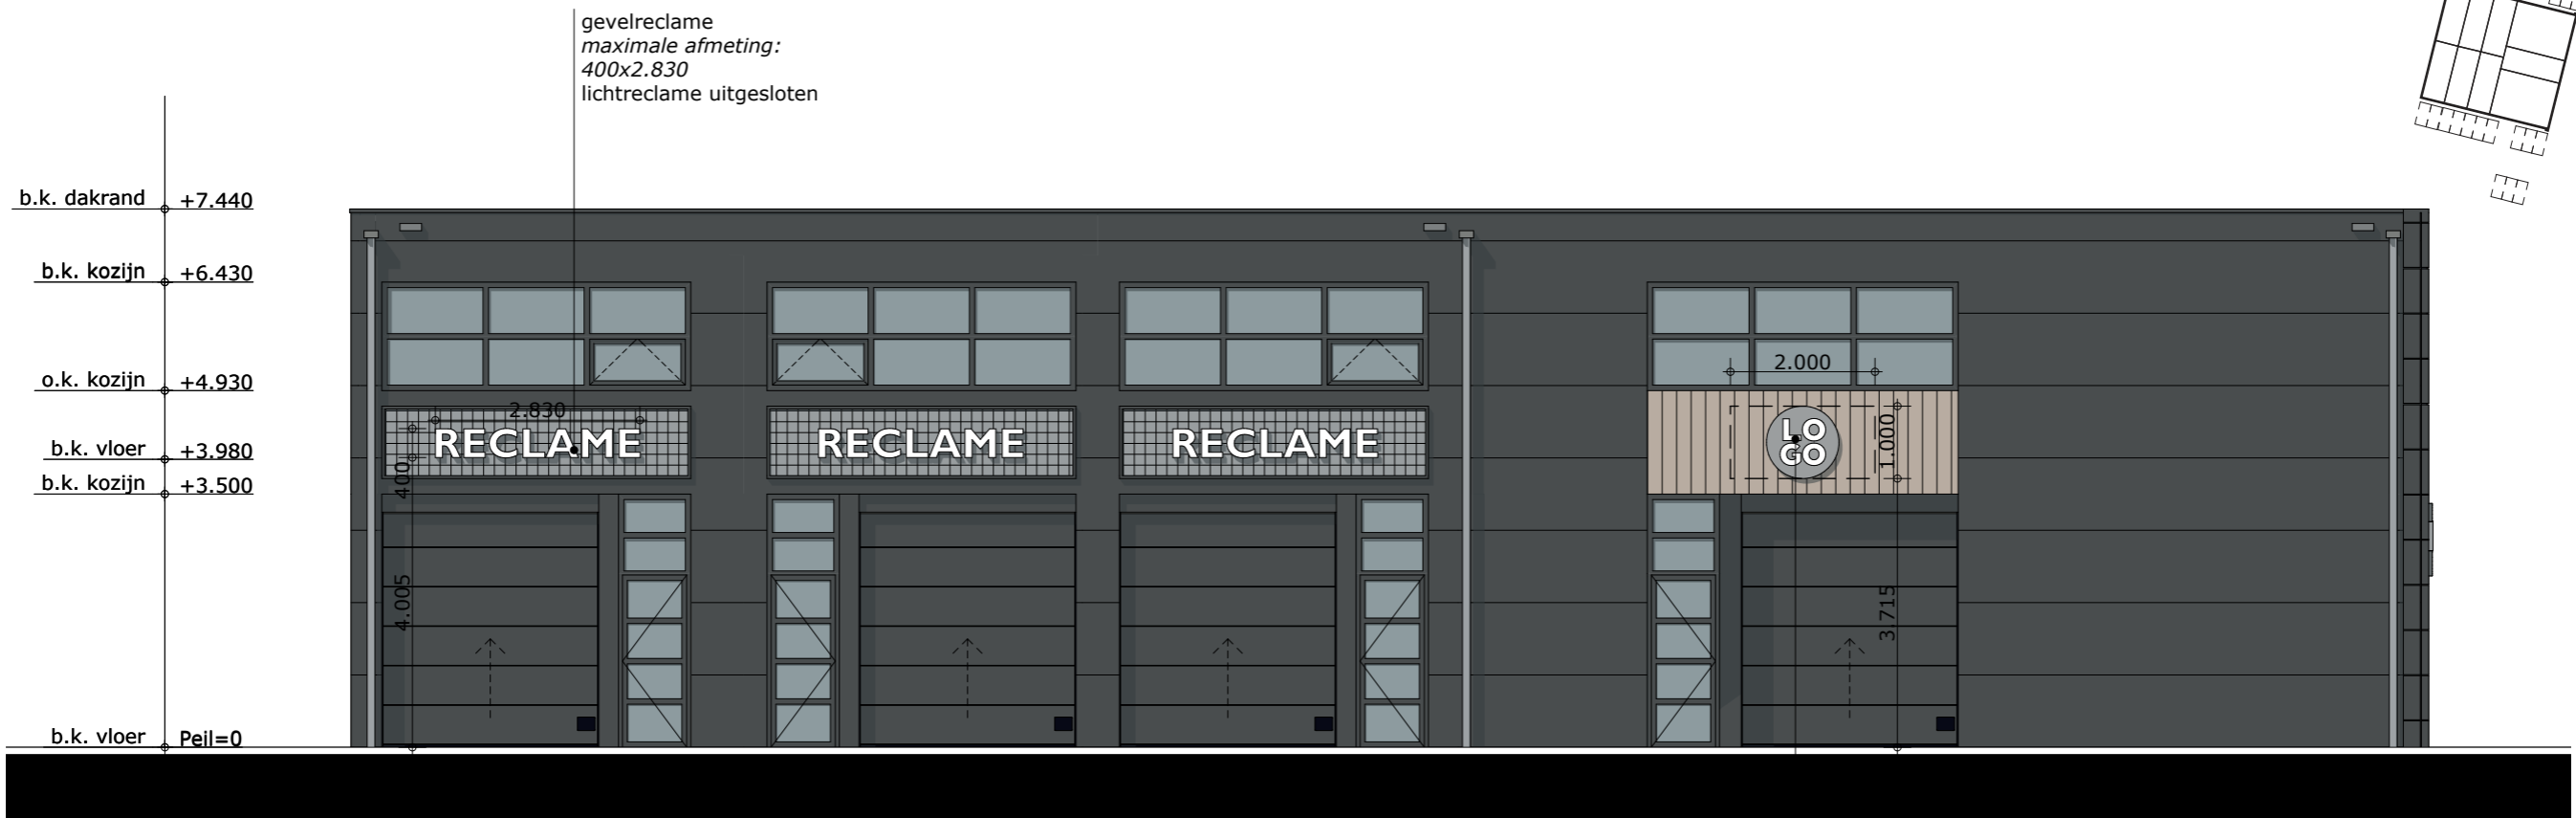 gevelreclame
maximale afmeting:
400x2.830
lichtreclame uitgesloten
b.k. dakrand +7.440
b.k. kozijn +6.430
o.k. kozijn +4.930
b.k. vloer +3.980
b.k. kozijn +3.500
b.k. vloer Peil=0
2.830
RECLAME
400
4.005
RECLAME
RECLAME
2.000
LO
GO
1.000
3.715